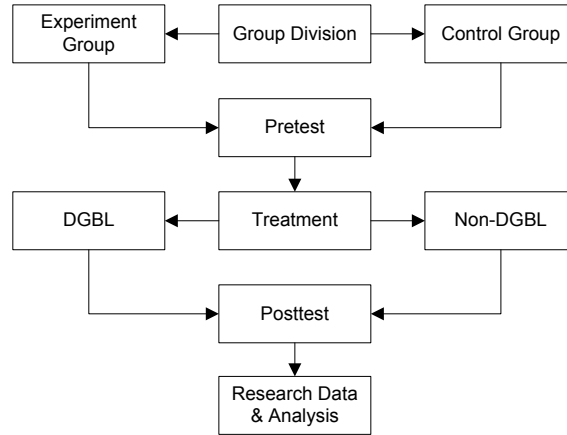 Experiment
Group
Group Division
Control Group
Pretest
DGBL
Treatment
Non-DGBL
Posttest
Research Data
& Analysis